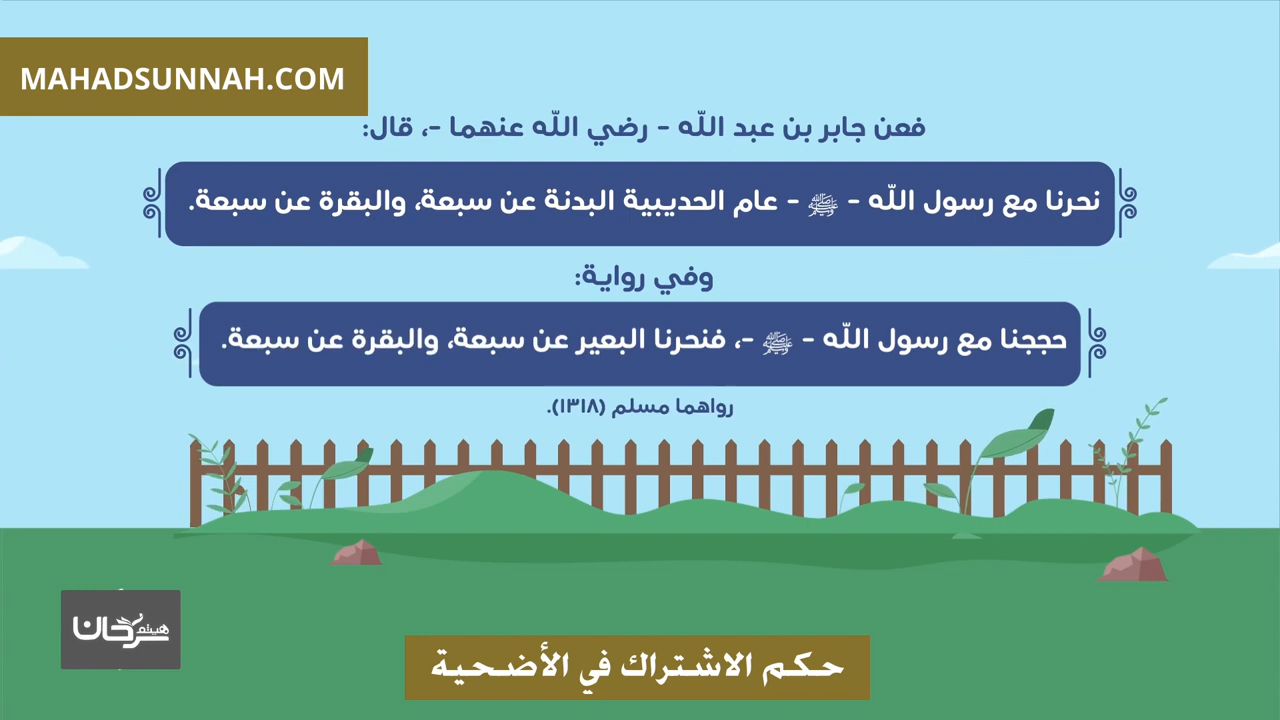 MAHADSUNNAH.COM
فعن جابر بن عبد الله - رضي الله عنهما -، قال:
نحرنا مع رسول الله - ﷺ - عام الحديبية البدنة عن سبعة، والبقرة عن سبعة.
وفي رواية:
حججنا مع رسول الله - ﷺ -، فنحرنا البعير عن سبعة، والبقرة عن سبعة.
رواهما مسلم (١٣١٨).
هيثم
سرحان
حكم الاشتراك في الأضحية